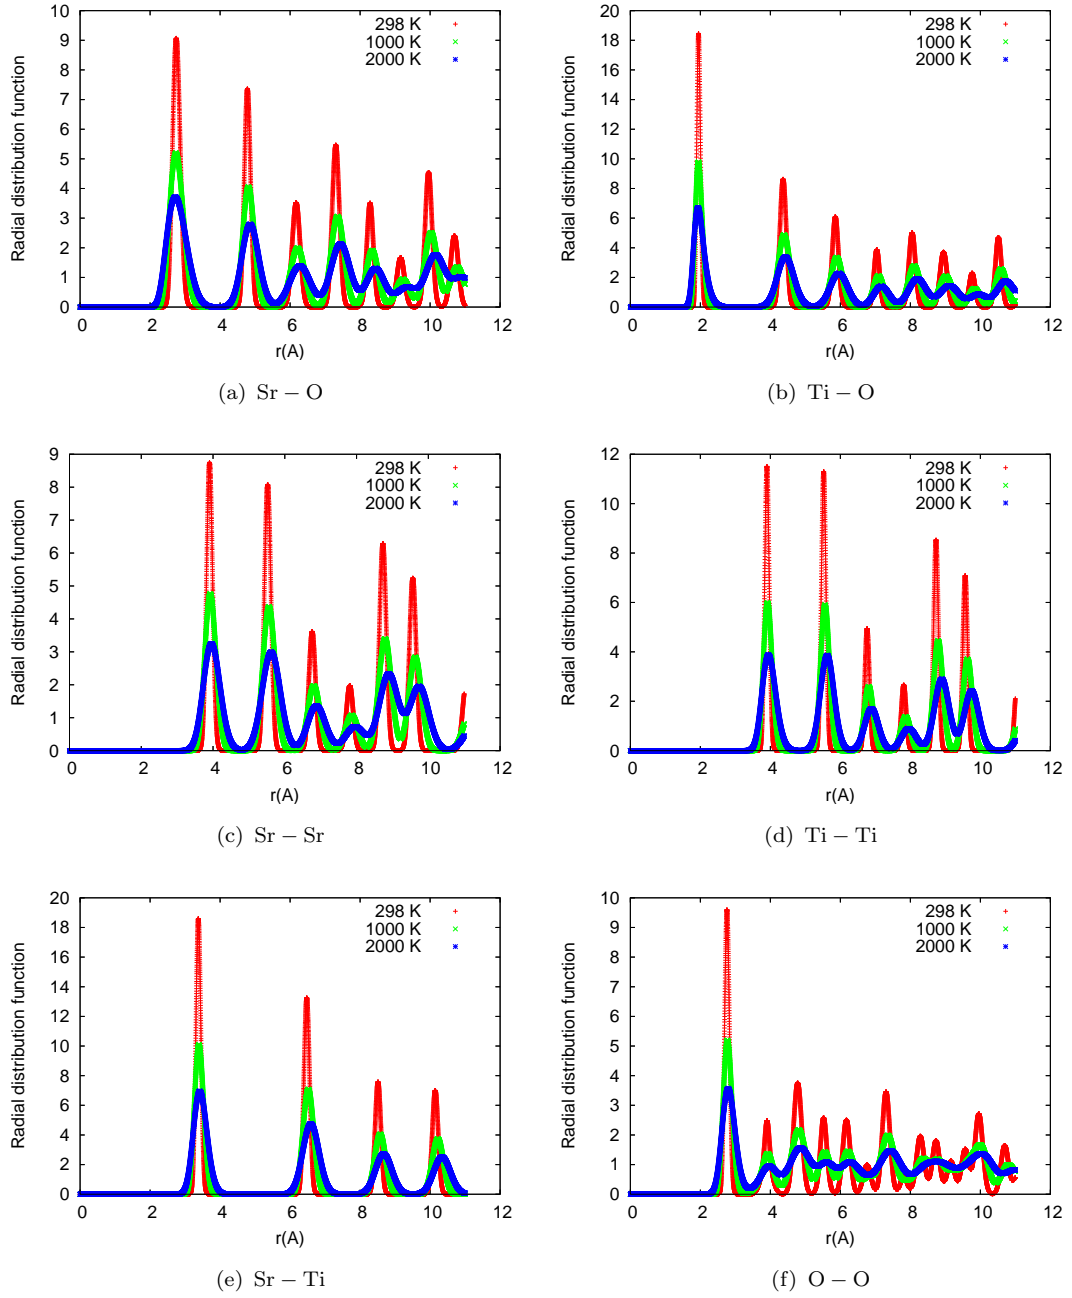 Radial distribution function
9
8
7
6
5
4
3
2
1
0
0 2 4 6 8 10 12
r(A)
298 K
1000 K
2000 K
(a) Sr – O
Radial distribution function
20
18
16
14
12
10
8
6
4
2
0
0 2 4 6 8 10 12
r(A)
298 K
1000 K
2000 K
(b) Ti – O
Radial distribution function
9
8
7
6
5
4
3
2
1
0
0 2 4 6 8 10 12
r(A)
298 K
1000 K
2000 K
(c) Sr – Sr
Radial distribution function
12
10
8
6
4
2
0
0 2 4 6 8 10 12
r(A)
298 K
1000 K
2000 K
(d) Ti – Ti
Radial distribution function
20
18
16
14
12
10
8
6
4
2
0
0 2 4 6 8 10 12
r(A)
298 K
1000 K
2000 K
(e) Sr – Ti
Radial distribution function
10
9
8
7
6
5
4
3
2
1
0
0 2 4 6 8 10 12
r(A)
298 K
1000 K
2000 K
(f) O – O
10